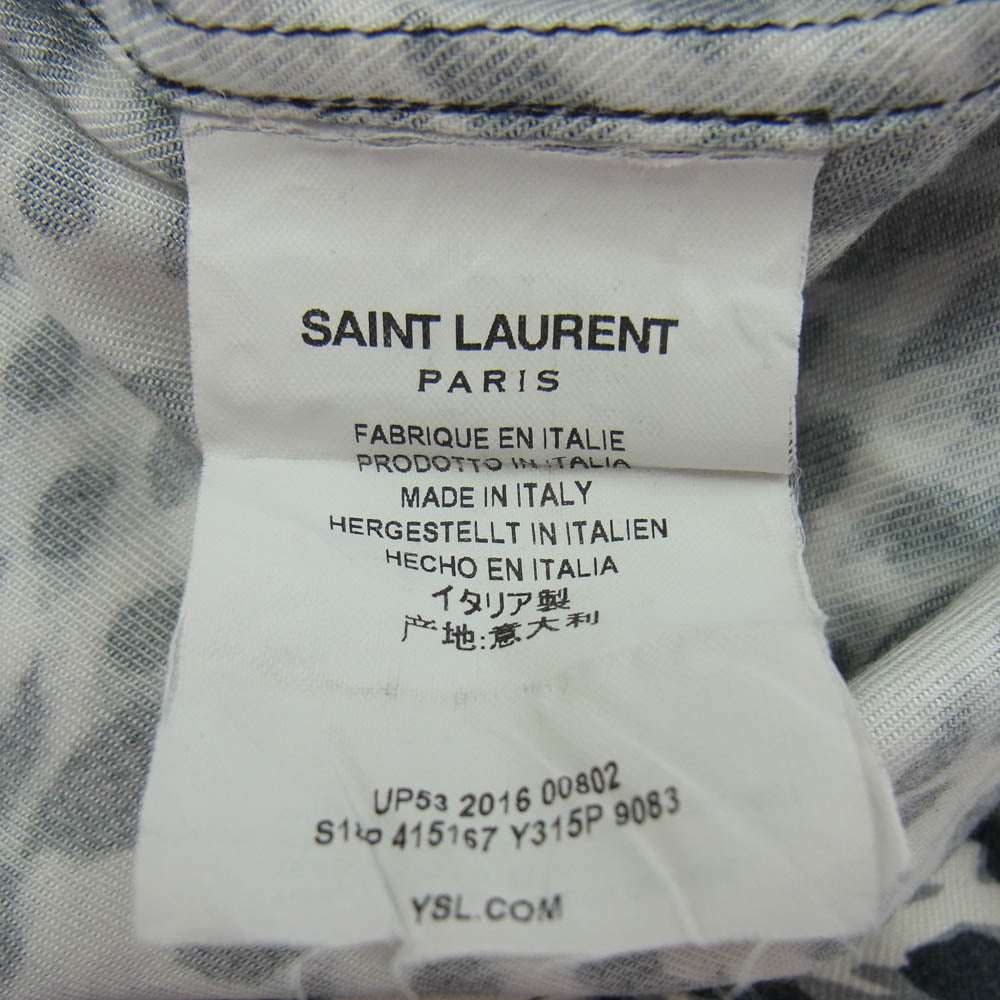 SAINT LAURENT
PARIS
FABRIQUE EN ITALIE
PRODOTTO IN ITALIA
MADE IN ITALY
HERGESTELLT IN ITALIEN
HECHO EN ITALIA
イタリア製
产地:意大利
UP53 2016 00802
415167 Y315P 9083
YSL.COM